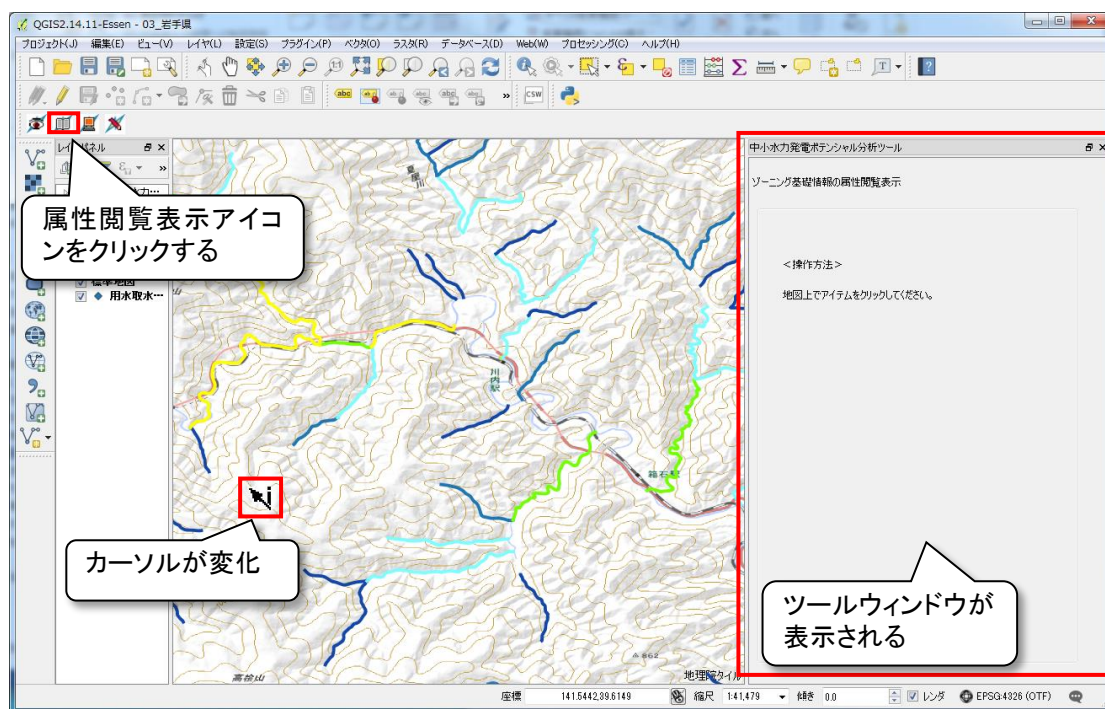 QGIS2.14.11-Essen - 03_岩手県
プロジェクト(J) 編集(E) ビュー(V) レイヤ(L) 設定(S) プラグイン(P) ベクタ(O) ラスタ(R) データベース(D) Web(W) プロセッシング(C) ヘルプ(H)
abc
abc
CSW
属性閲覧表示アイコ
ンをクリックする
標準地図
用水取水…
夏屋川
川内駅
箱石駅
カーソルが変化
862
地理院タイル
中小水力発電ポテンシャル分析ツール
ゾーニング基礎情報の属性閲覧表示
<操作方法>
地図上でアイテムをクリックしてください。
ツールウィンドウが
表示される
座標 141.5442,39.6149 縮尺 1:41,479 傾き 0.0 レンダ EPSG:4326 (OTF)